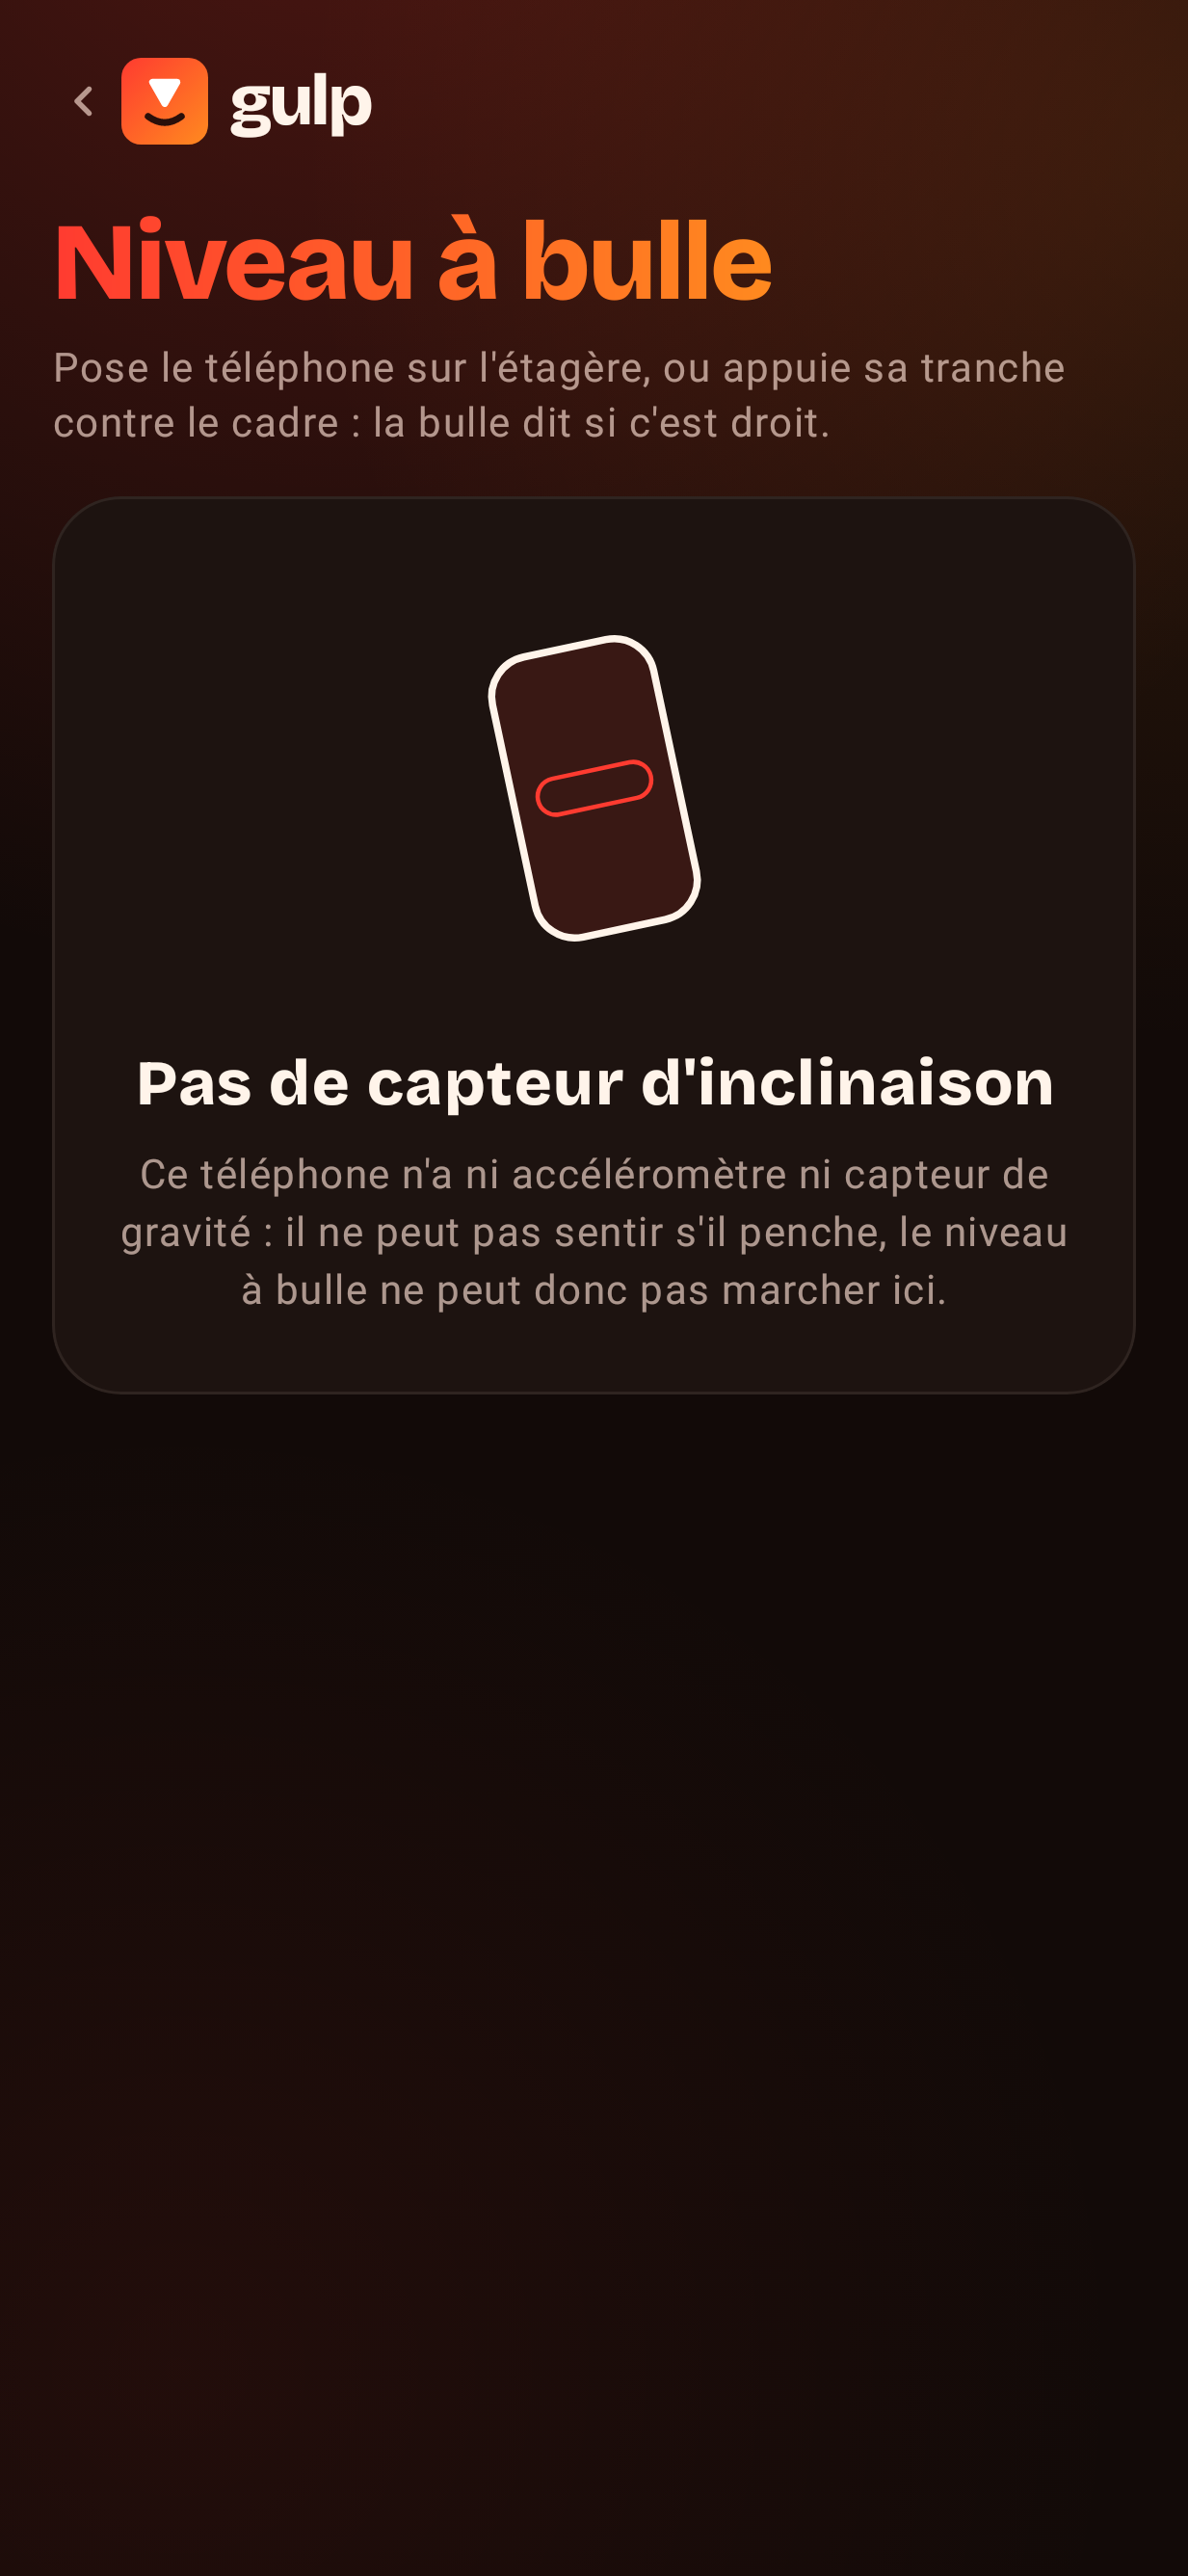 gulp
Niveau à bulle
Pose le téléphone sur l'étagère, ou appuie sa tranche
contre le cadre : la bulle dit si c'est droit.
Pas de capteur d'inclinaison
Ce téléphone n'a ni accéléromètre ni capteur de
gravité : il ne peut pas sentir s'il penche, le niveau
à bulle ne peut donc pas marcher ici.